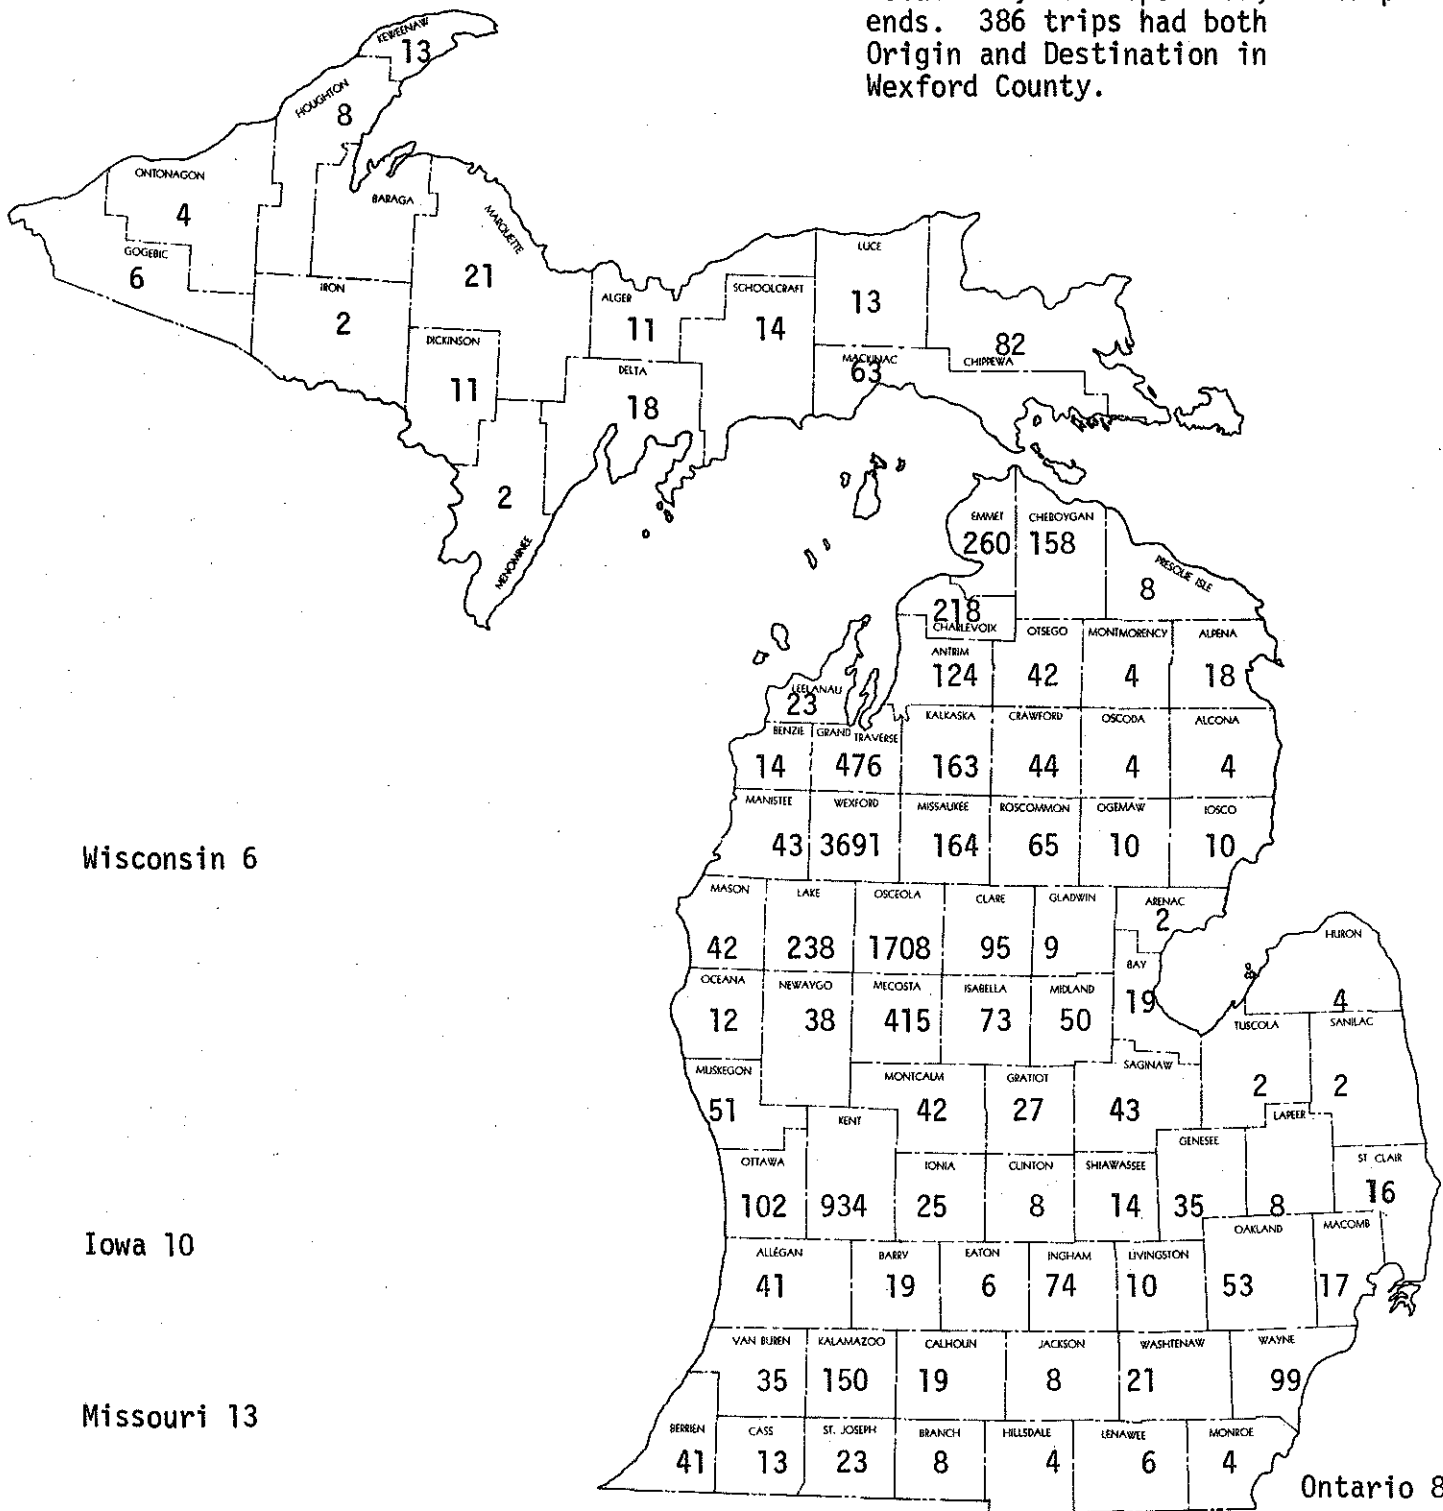 ends. 386 trips had both
Origin and Destination in
Wexford County.
KEWEENAW
13
HOUGHTON
8
ONTONAGON
4
BARAGA
MARQUETTE
21
GOGEBIC
6
IRON
2
DICKINSON
11
ALGER
11
SCHOOLCRAFT
14
LUCE
13
CHIPPEWA
82
MACKINAC
63
DELTA
18
MENOMINEE
2
EMMET
260
CHEBOYGAN
158
PRESQUE ISLE
8
218
CHARLEVOIX
ANTRIM
124
OTSEGO
42
MONTMORENCY
4
ALPENA
18
LEELANAU
23
BENZIE
14
GRAND TRAVERSE
476
KALKASKA
163
CRAWFORD
44
OSCODA
4
ALCONA
4
MANISTEE
43
WEXFORD
3691
MISSAUKEE
164
ROSCOMMON
65
OGEMAW
10
IOSCO
10
Wisconsin 6
MASON
42
LAKE
238
OSCEOLA
1708
CLARE
95
GLADWIN
9
ARENAC
2
HURON
4
OCEANA
12
NEWAYGO
38
MECOSTA
415
ISABELLA
73
MIDLAND
50
BAY
19
TUSCOLA
2
SANILAC
2
MUSKEGON
51
MONTCALM
42
GRATIOT
27
SAGINAW
43
KENT
934
LAPEER
8
GENESEE
35
ST CLAIR
16
OTTAWA
102
IONIA
25
CLINTON
8
SHIAWASSEE
14
Iowa 10
ALLEGAN
41
BARRY
19
EATON
6
INGHAM
74
LIVINGSTON
10
OAKLAND
53
MACOMB
17
VAN BUREN
35
KALAMAZOO
150
CALHOUN
19
JACKSON
8
WASHTENAW
21
WAYNE
99
Missouri 13
BERRIEN
41
CASS
13
ST. JOSEPH
23
BRANCH
8
HILLSDALE
4
LENAWEE
6
MONROE
4
Ontario 8